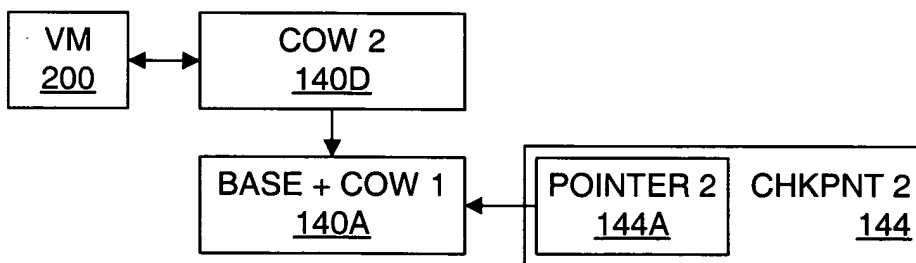 VM
200
COW 2
140D
BASE + COW 1
140A
POINTER 2
144A
CHKPNT 2
144